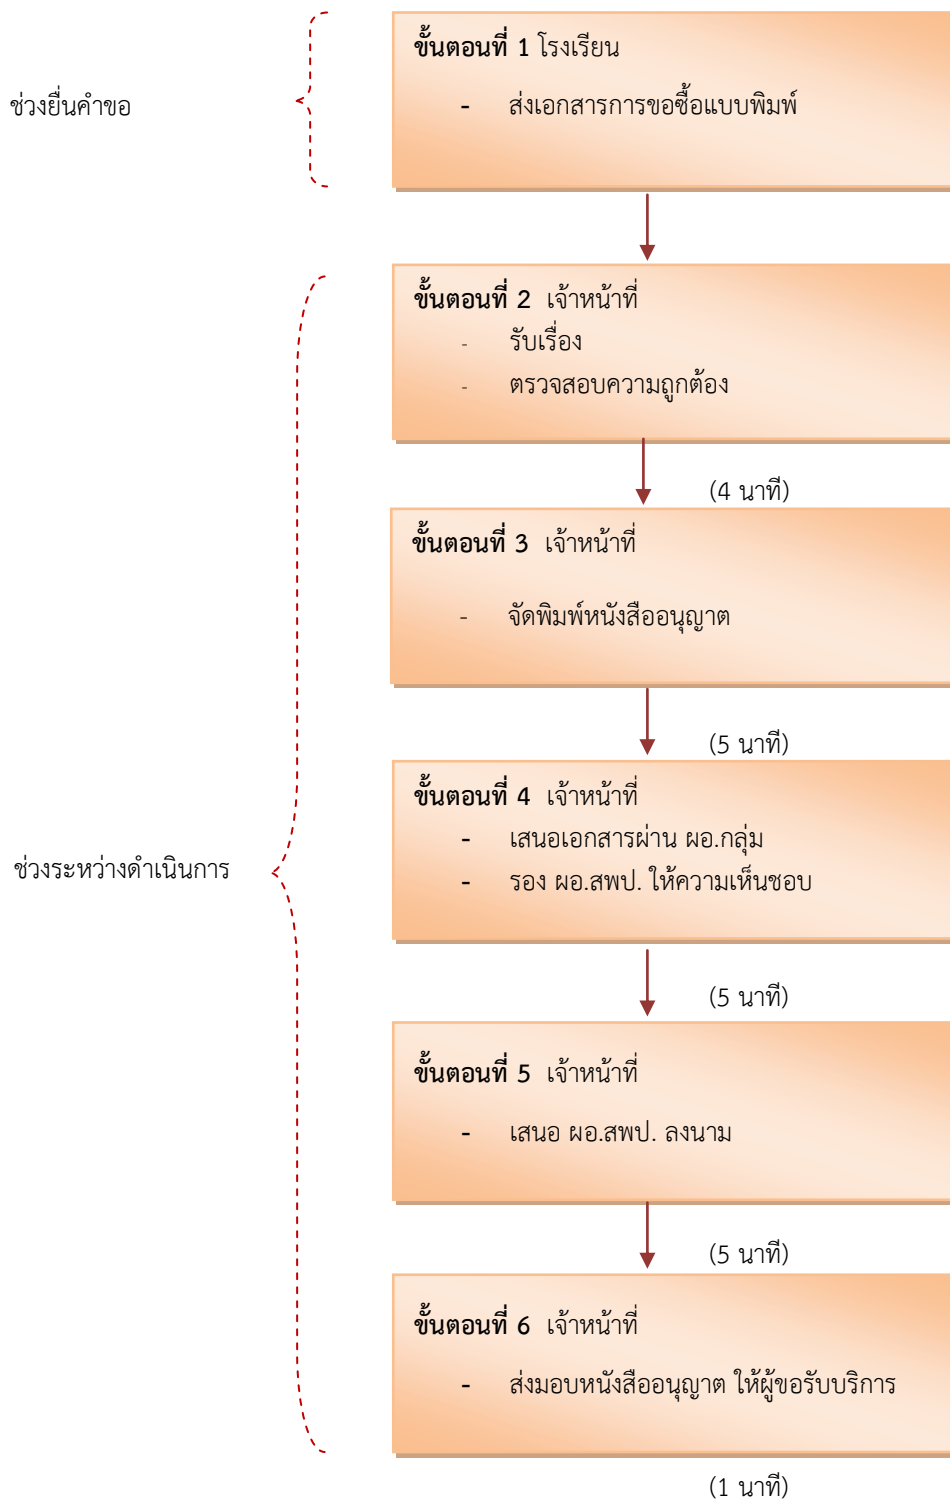 ขั้นตอนที่ 1 โรงเรียน
ช่วงยื่นคำขอ
- ส่งเอกสารการขอซื้อแบบพิมพ์
ขั้นตอนที่ 2 เจ้าหน้าที่
- รับเรื่อง
- ตรวจสอบความถูกต้อง
(4 นาที)
ขั้นตอนที่ 3 เจ้าหน้าที่
- จัดพิมพ์หนังสืออนุญาต
(5 นาที)
ขั้นตอนที่ 4 เจ้าหน้าที่
- เสนอเอกสารผ่าน ผอ.กลุ่ม
ช่วงระหว่างดำเนินการ
- รอง ผอ.สพป. ให้ความเห็นชอบ
(5 นาที)
ขั้นตอนที่ 5 เจ้าหน้าที่
- เสนอ ผอ.สพป. ลงนาม
(5 นาที)
ขั้นตอนที่ 6 เจ้าหน้าที่
- ส่งมอบหนังสืออนุญาต ให้ผู้ขอรับบริการ
(1 นาที)